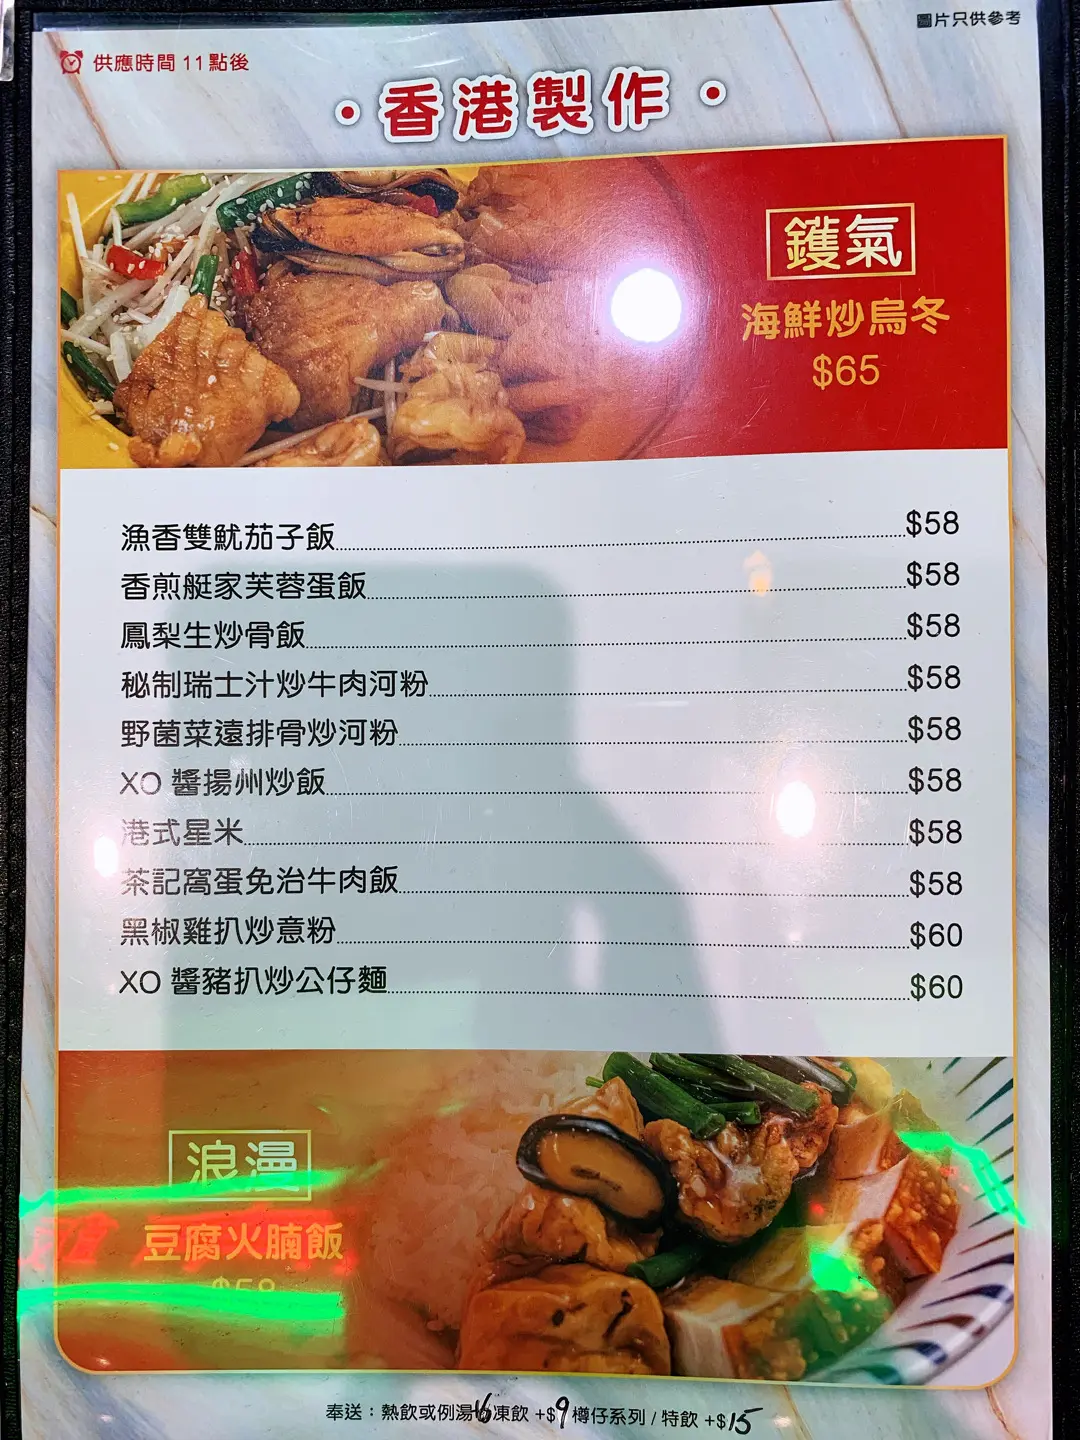 圖片只供參考
供應時間 11點後
·香港製作·
鑊氣
海鮮炒烏冬
$65
漁香雙魷茄子飯 $58
香煎艇家芙蓉蛋飯 $58
鳳梨生炒骨飯 $58
秘制瑞士汁炒牛肉河粉 $58
野菌菜遠排骨炒河粉 $58
XO 醬揚州炒飯 $58
港式星米 $58
茶記窩蛋免治牛肉飯 $58
黑椒雞扒炒意粉 $60
XO 醬豬扒炒公仔麵 $60
浪漫
豆腐火腩飯
$58
奉送：熱飲或例湯 凍飲 +$9 樽仔系列 / 特飲 +$15